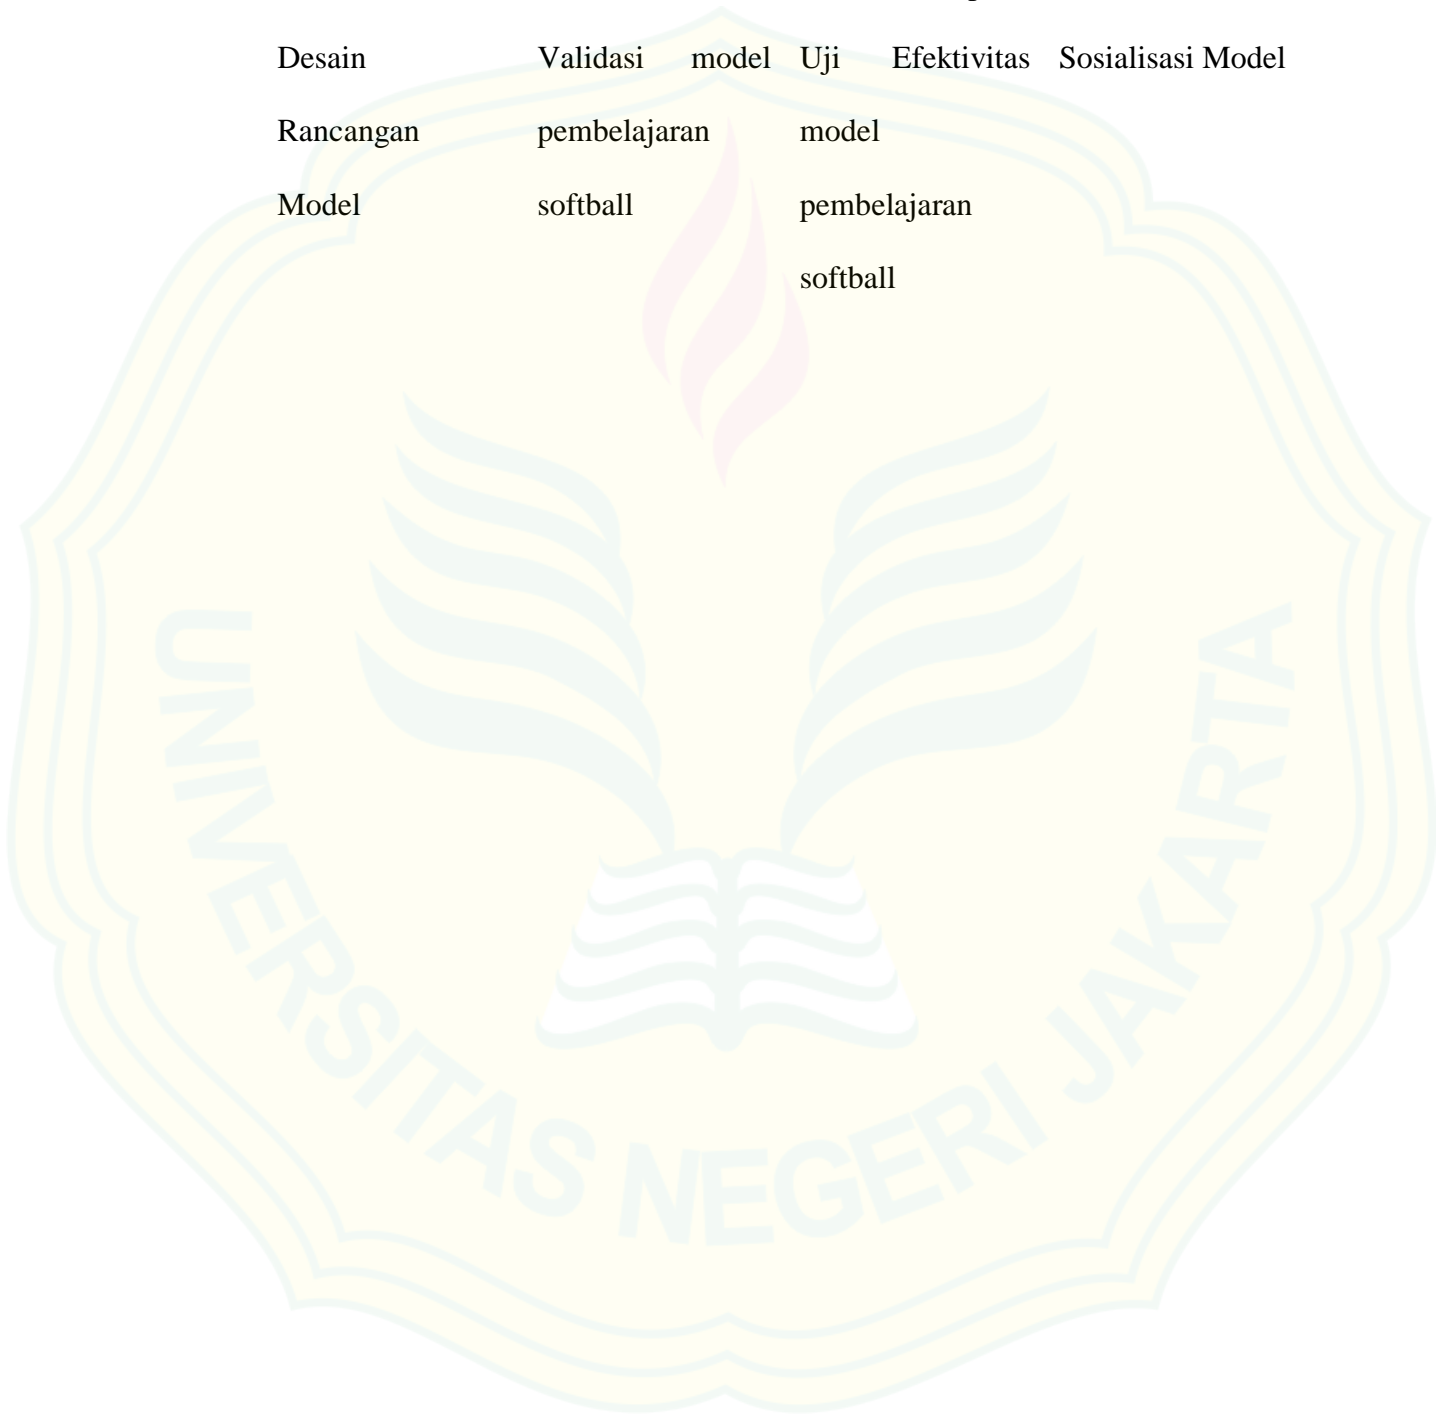 Desain Validasi model Uji Efektivitas Sosialisasi Model
Rancangan pembelajaran model
Model softball pembelajaran
softball
UNIVERSITAS NEGERI JAKARTA